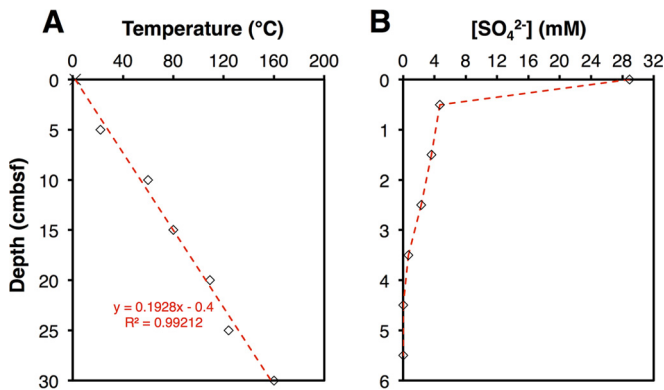 A
Temperature (°C)
0 40 80 120 160 200
0
5
10
15
20
25
30
Depth (cmbsf)
y = 0.1928x - 0.4
R² = 0.99212
B
[SO₄²⁻] (mM)
0 4 8 12 16 20 24 28 32
0
1
2
3
4
5
6